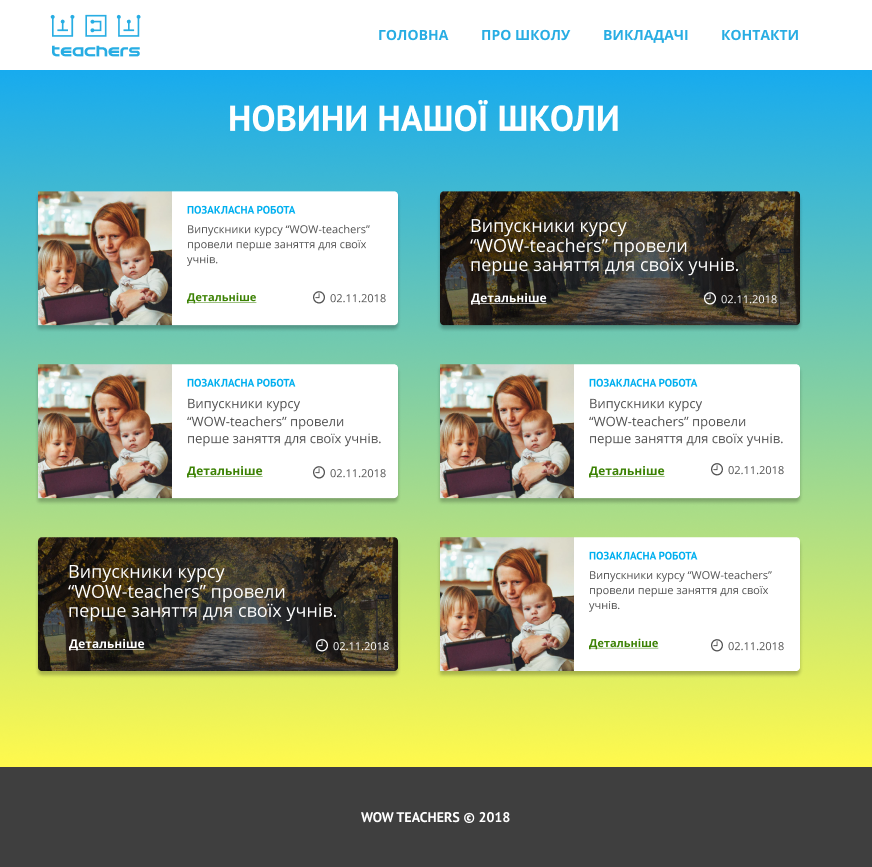 WOW
teachers
ГОЛОВНА ПРО ШКОЛУ ВИКЛАДАЧІ КОНТАКТИ
НОВИНИ НАШОЇ ШКОЛИ
ПОЗАКЛАСНА РОБОТА
Випускники курсу “WOW-teachers”
провели перше заняття для своїх
учнів.
Детальніше 02.11.2018
Випускники курсу
“WOW-teachers” провели
перше заняття для своїх учнів.
Детальніше 02.11.2018
ПОЗАКЛАСНА РОБОТА
Випускники курсу
“WOW-teachers” провели
перше заняття для своїх учнів.
Детальніше 02.11.2018
ПОЗАКЛАСНА РОБОТА
Випускники курсу
“WOW-teachers” провели
перше заняття для своїх учнів.
Детальніше 02.11.2018
Випускники курсу
“WOW-teachers” провели
перше заняття для своїх учнів.
Детальніше 02.11.2018
ПОЗАКЛАСНА РОБОТА
Випускники курсу “WOW-teachers”
провели перше заняття для своїх
учнів.
Детальніше 02.11.2018
WOW TEACHERS © 2018